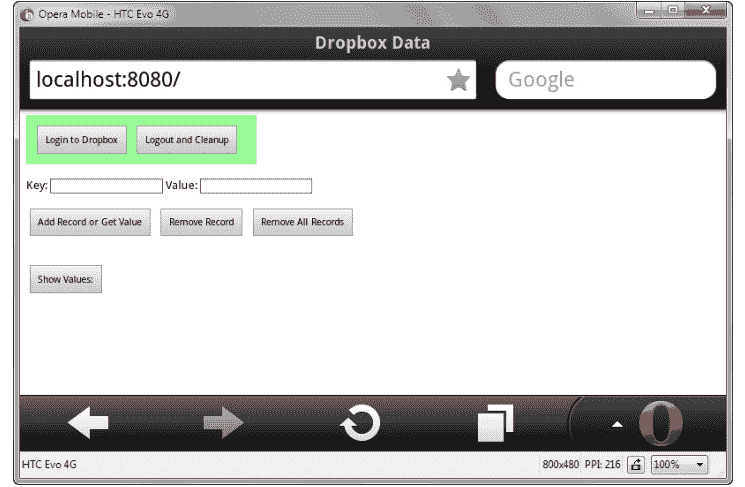 Opera Mobile - HTC Evo 4G
Dropbox Data
localhost:8080/ Google
Login to Dropbox Logout and Cleanup
Key: Value:
Add Record or Get Value Remove Record Remove All Records
Show Values:
HTC Evo 4G 800x480 PPI: 216 100%